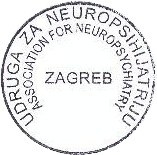 UDRUGA ZA NEUROPSIHIJATRIJU
ASSOCIATION FOR NEUROPSYCHIATRY
ZAGREB